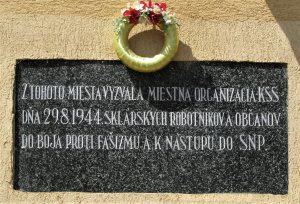 Z TOHOTO MIESTA VYZVALA MIESTNA ORGANIZÁCIA KSS
DŇA 29.8.1944. SKLÁRSKYCH ROBOTNÍKOV A OBČANOV
DO BOJA PROTI FAŠIZMU A K NÁSTUPU DO SNP.